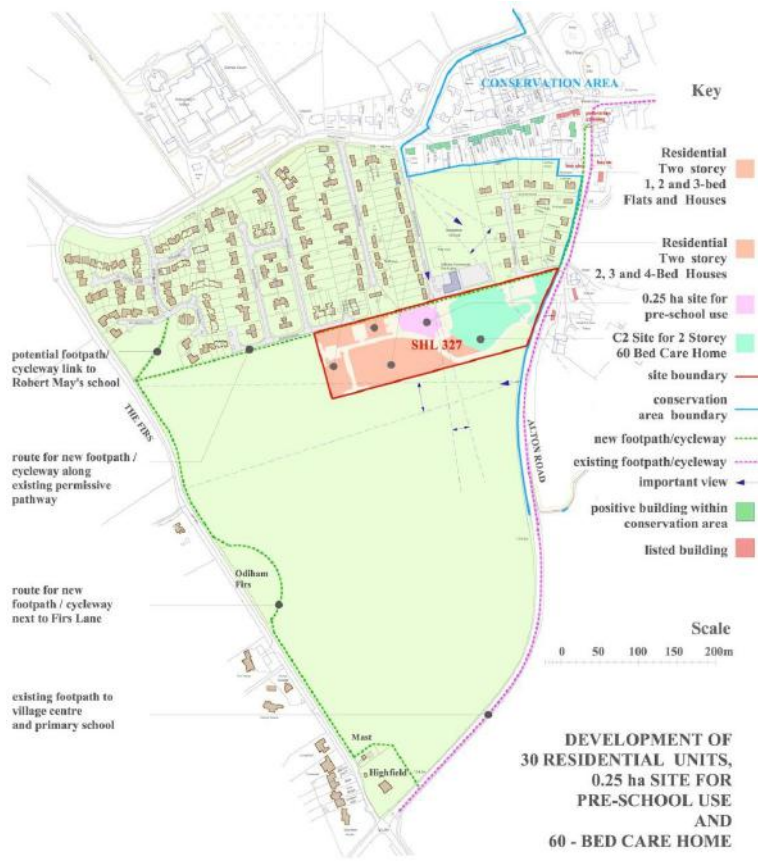 CONSERVATION AREA
Key
Residential
Two storey
1, 2 and 3-bed
Flats and Houses
Residential
Two storey
2, 3 and 4-Bed Houses
0.25 ha site for
pre-school use
C2 Site for 2 Storey
60 Bed Care Home
site boundary
conservation
area boundary
new footpath/cycleway
existing footpath/cycleway
important view
positive building within
conservation area
listed building
SHL 327
potential footpath/
cycleway link to
Robert May's school
THE FIRS
ALTON ROAD
route for new footpath /
cycleway along
existing permissive
pathway
Odiham
Firs
route for new
footpath / cycleway
next to Firs Lane
Scale
0 50 100 200m
existing footpath to
village centre
and primary school
Mast
Highfield
DEVELOPMENT OF
30 RESIDENTIAL UNITS,
0.25 ha SITE FOR
PRE-SCHOOL USE
AND
60 - BED CARE HOME